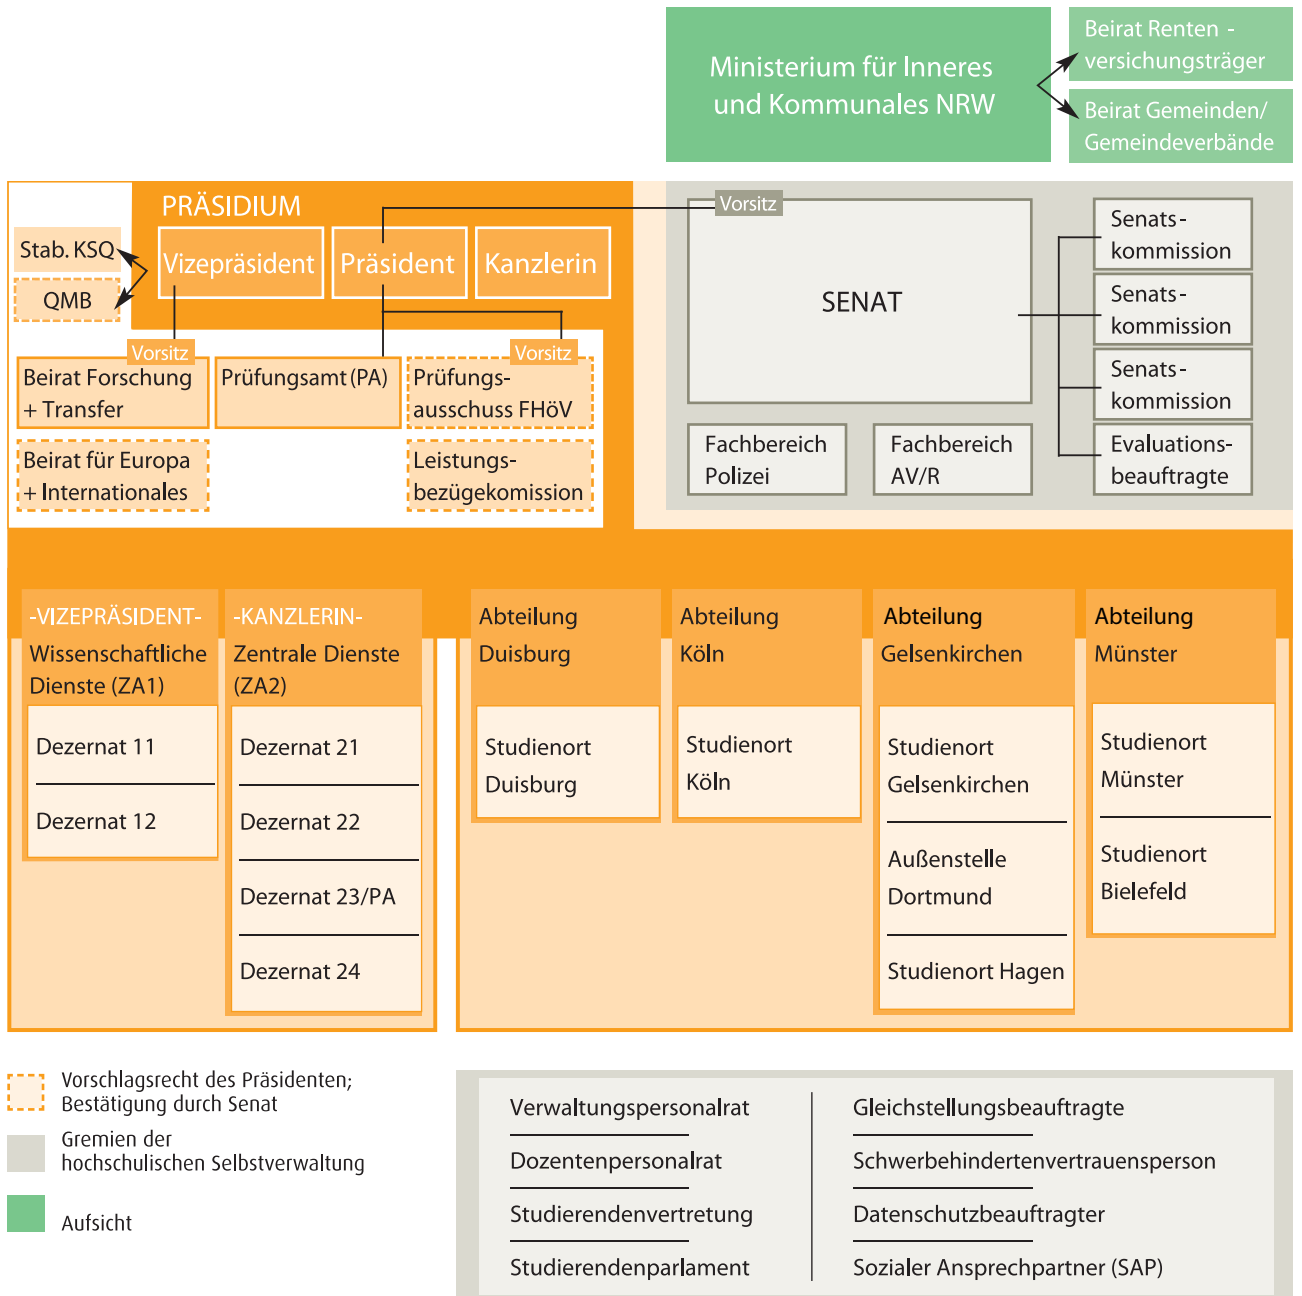 Ministerium für Inneres
und Kommunales NRW
Beirat Renten -
versichungsträger
Beirat Gemeinden/
Gemeindeverbände
PRÄSIDIUM
Stab. KSQ
QMB
Vizepräsident
Präsident
Kanzlerin
Vorsitz
Beirat Forschung
+ Transfer
Prüfungsamt (PA)
Vorsitz
Prüfungs-
ausschuss FHöV
Beirat für Europa
+ Internationales
Leistungs-
bezügekomission
Vorsitz
SENAT
Senats-
kommission
Senats-
kommission
Senats-
kommission
Evaluations-
beauftragte
Fachbereich
Polizei
Fachbereich
AV/R
-VIZEPRÄSIDENT-
Wissenschaftliche
Dienste (ZA1)
Dezernat 11
Dezernat 12
-KANZLERIN-
Zentrale Dienste
(ZA2)
Dezernat 21
Dezernat 22
Dezernat 23/PA
Dezernat 24
Abteilung
Duisburg
Studienort
Duisburg
Abteilung
Köln
Studienort
Köln
Abteilung
Gelsenkirchen
Studienort
Gelsenkirchen
Außenstelle
Dortmund
Studienort Hagen
Abteilung
Münster
Studienort
Münster
Studienort
Bielefeld
Vorschlagsrecht des Präsidenten;
Bestätigung durch Senat
Gremien der
hochschulischen Selbstverwaltung
Aufsicht
Verwaltungspersonalrat
Dozentenpersonalrat
Studierendenvertretung
Studierendenparlament
Gleichstellungsbeauftragte
Schwerbehindertenvertrauensperson
Datenschutzbeauftragter
Sozialer Ansprechpartner (SAP)